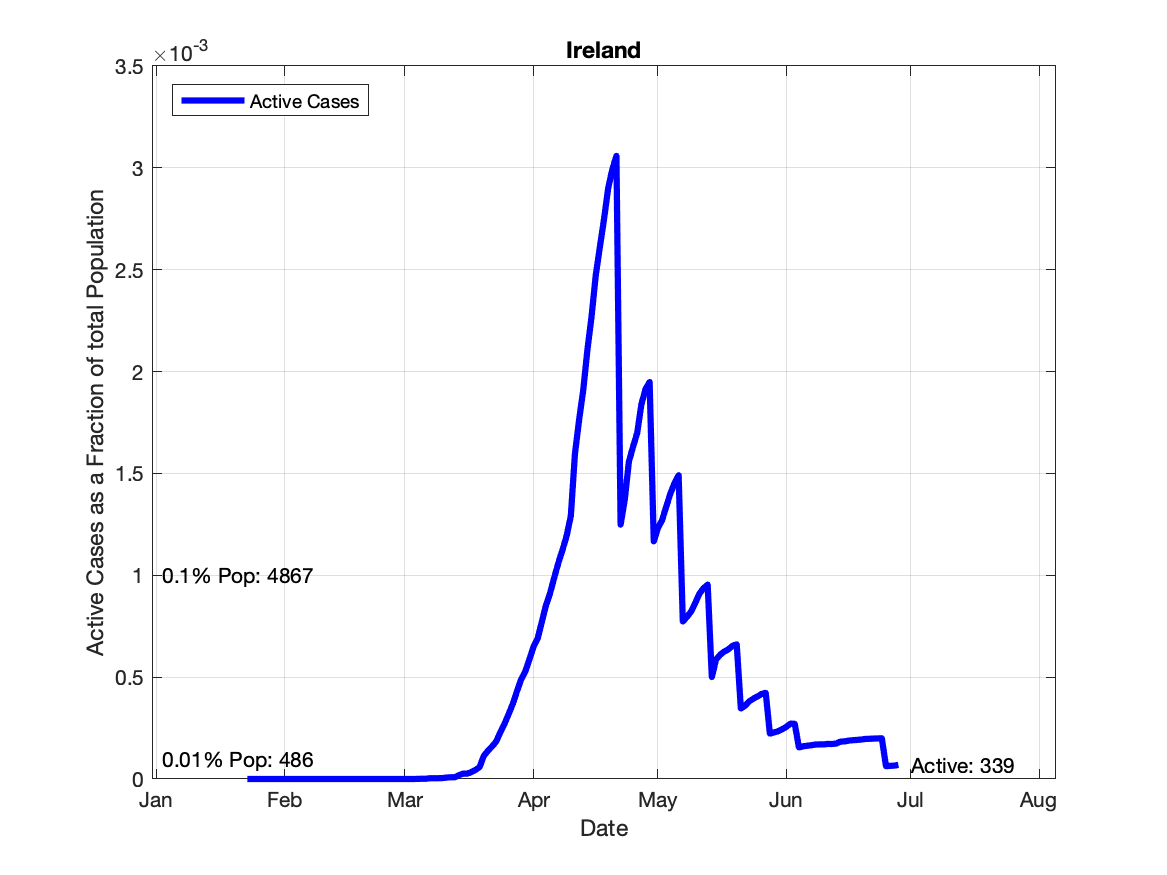 Ireland
×10-3
Active Cases
3.5
3
2.5
2
1.5
1
0.5
0
Active Cases as a Fraction of total Population
0.1% Pop: 4867
0.01% Pop: 486
Active: 339
Jan Feb Mar Apr May Jun Jul Aug
Date